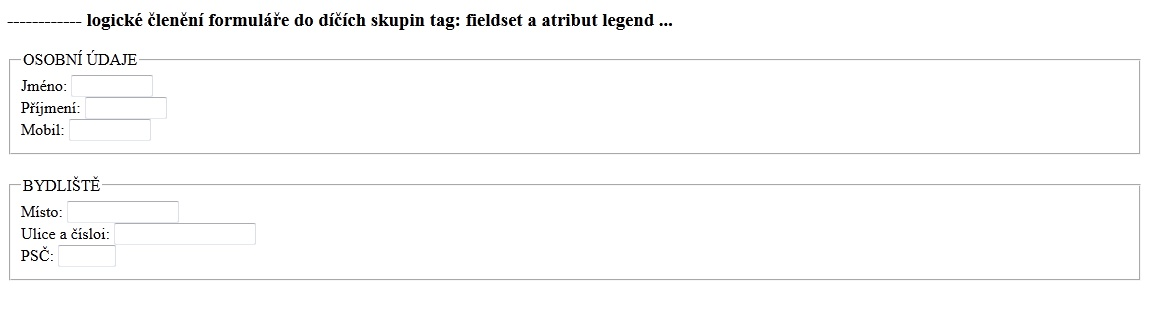 ------------ logické členění formuláře do díčích skupin tag: fieldset a atribut legend ...
OSOBNÍ ÚDAJE
Jméno:
Příjmení:
Mobil:
BYDLIŠTĚ
Místo:
Ulice a čísloi:
PSČ: